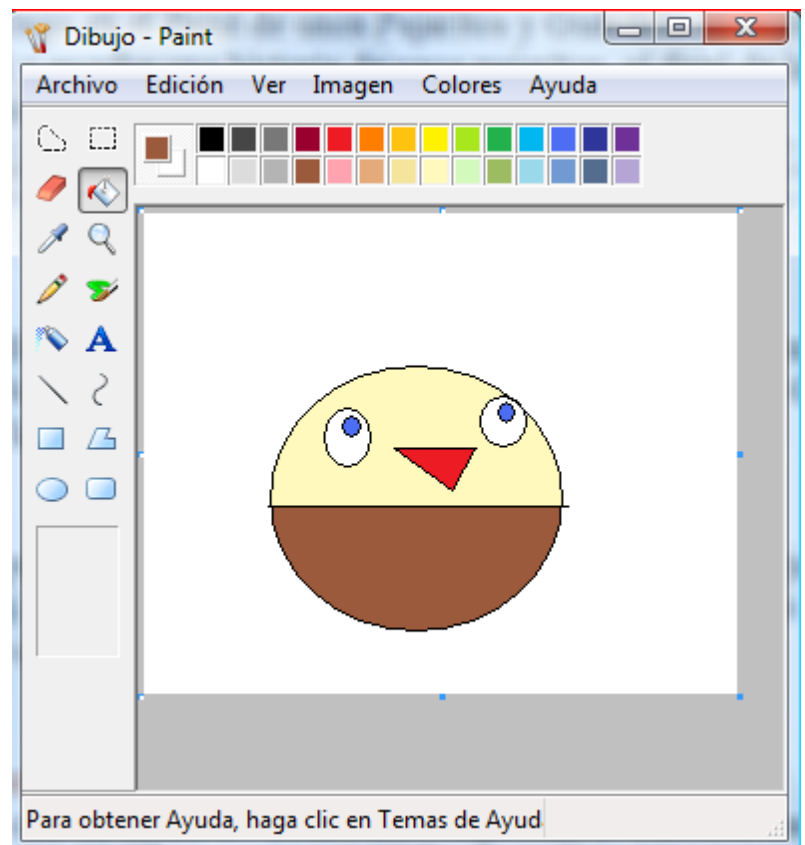 Dibujo - Paint
Archivo Edición Ver Imagen Colores Ayuda
A
Para obtener Ayuda, haga clic en Temas de Ayud